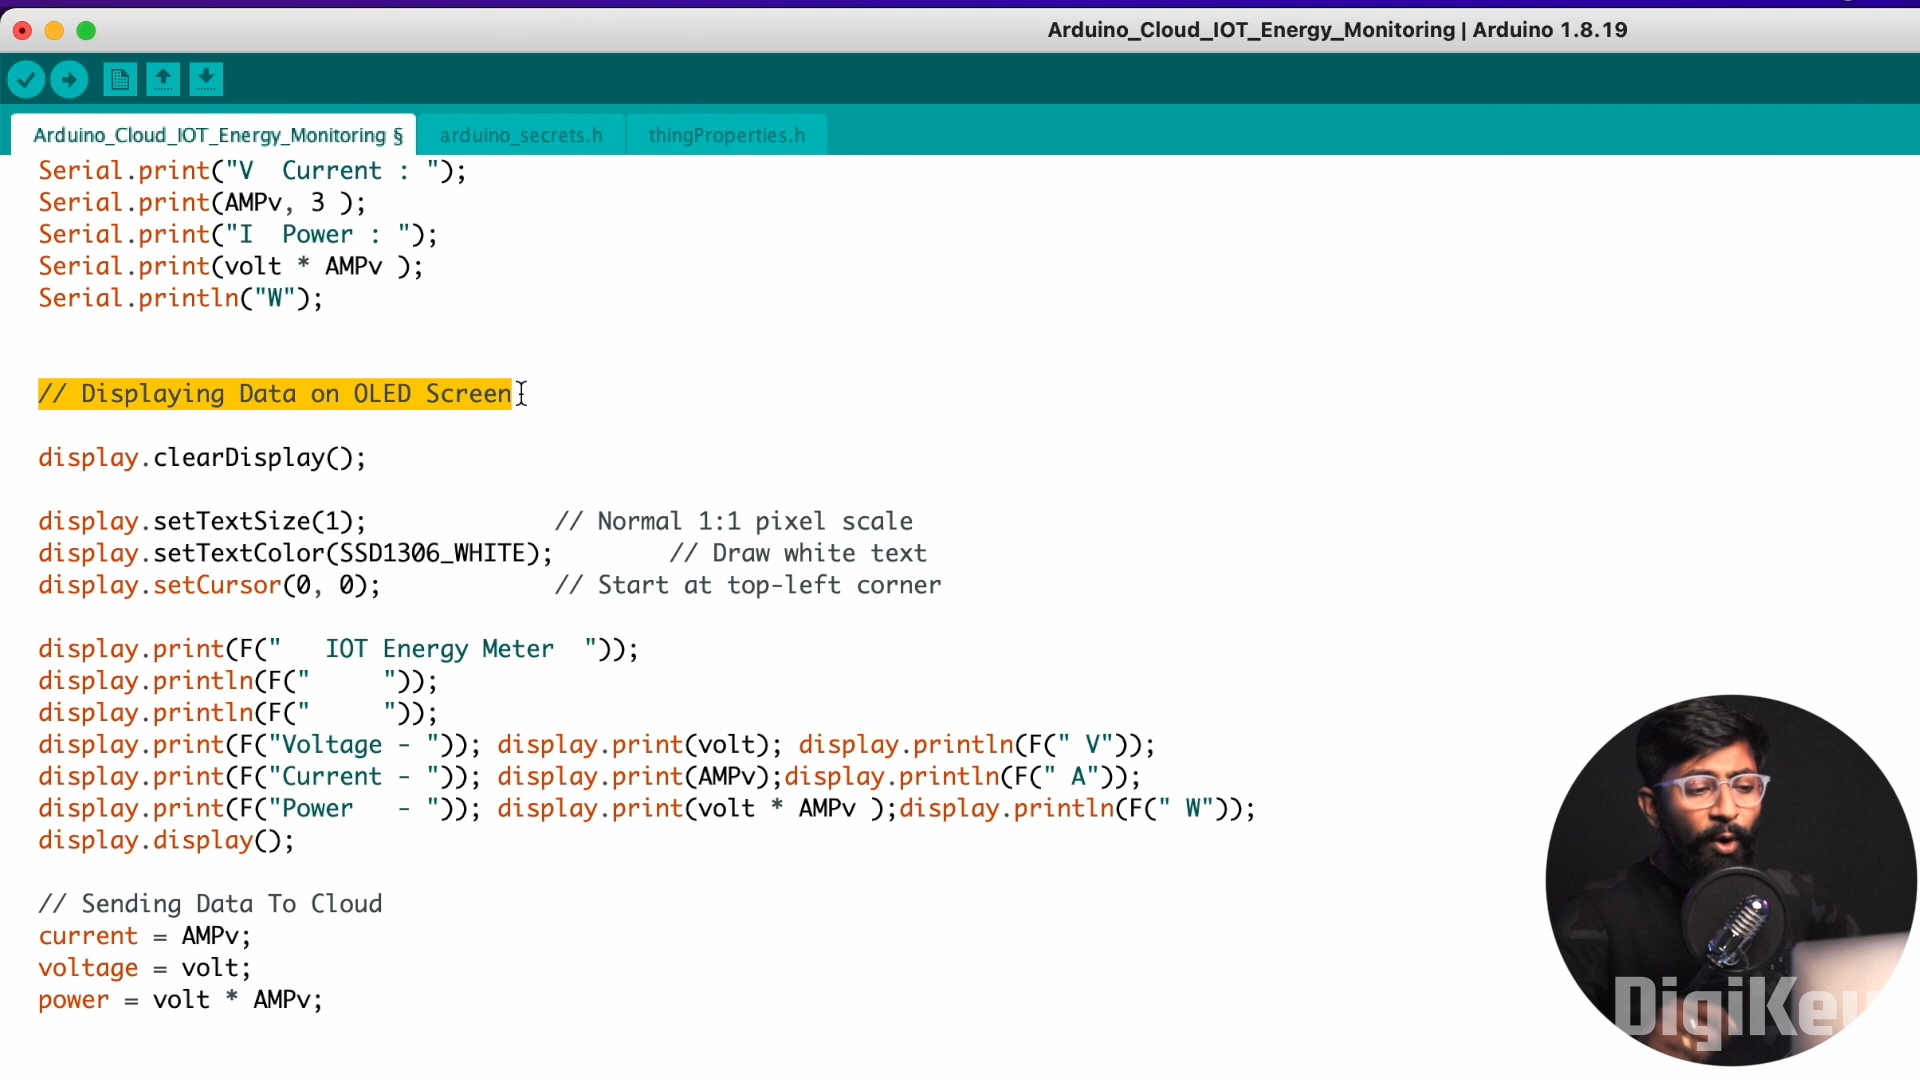 Arduino_Cloud_IOT_Energy_Monitoring | Arduino 1.8.19
Arduino_Cloud_IOT_Energy_Monitoring § arduino_secrets.h thingProperties.h
Serial.print("V  Current : ");
Serial.print(AMPv, 3 );
Serial.print("I  Power : ");
Serial.print(volt * AMPv );
Serial.println("W");
// Displaying Data on OLED Screen
display.clearDisplay();
display.setTextSize(1);             // Normal 1:1 pixel scale
display.setTextColor(SSD1306_WHITE);        // Draw white text
display.setCursor(0, 0);            // Start at top-left corner
display.print(F("   IOT Energy Meter  "));
display.println(F("     "));
display.println(F("     "));
display.print(F("Voltage - ")); display.print(volt); display.println(F(" V"));
display.print(F("Current - ")); display.print(AMPv);display.println(F(" A"));
display.print(F("Power   - ")); display.print(volt * AMPv );display.println(F(" W"));
display.display();
// Sending Data To Cloud
current = AMPv;
voltage = volt;
power = volt * AMPv;
DigiKey